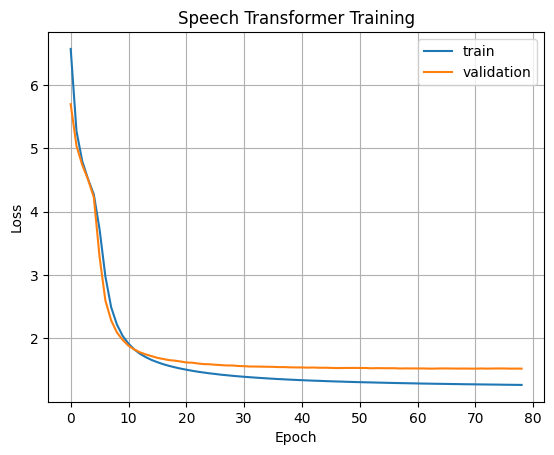 Speech Transformer Training
train
validation
Loss
6
5
4
3
2
0 10 20 30 40 50 60 70 80
Epoch